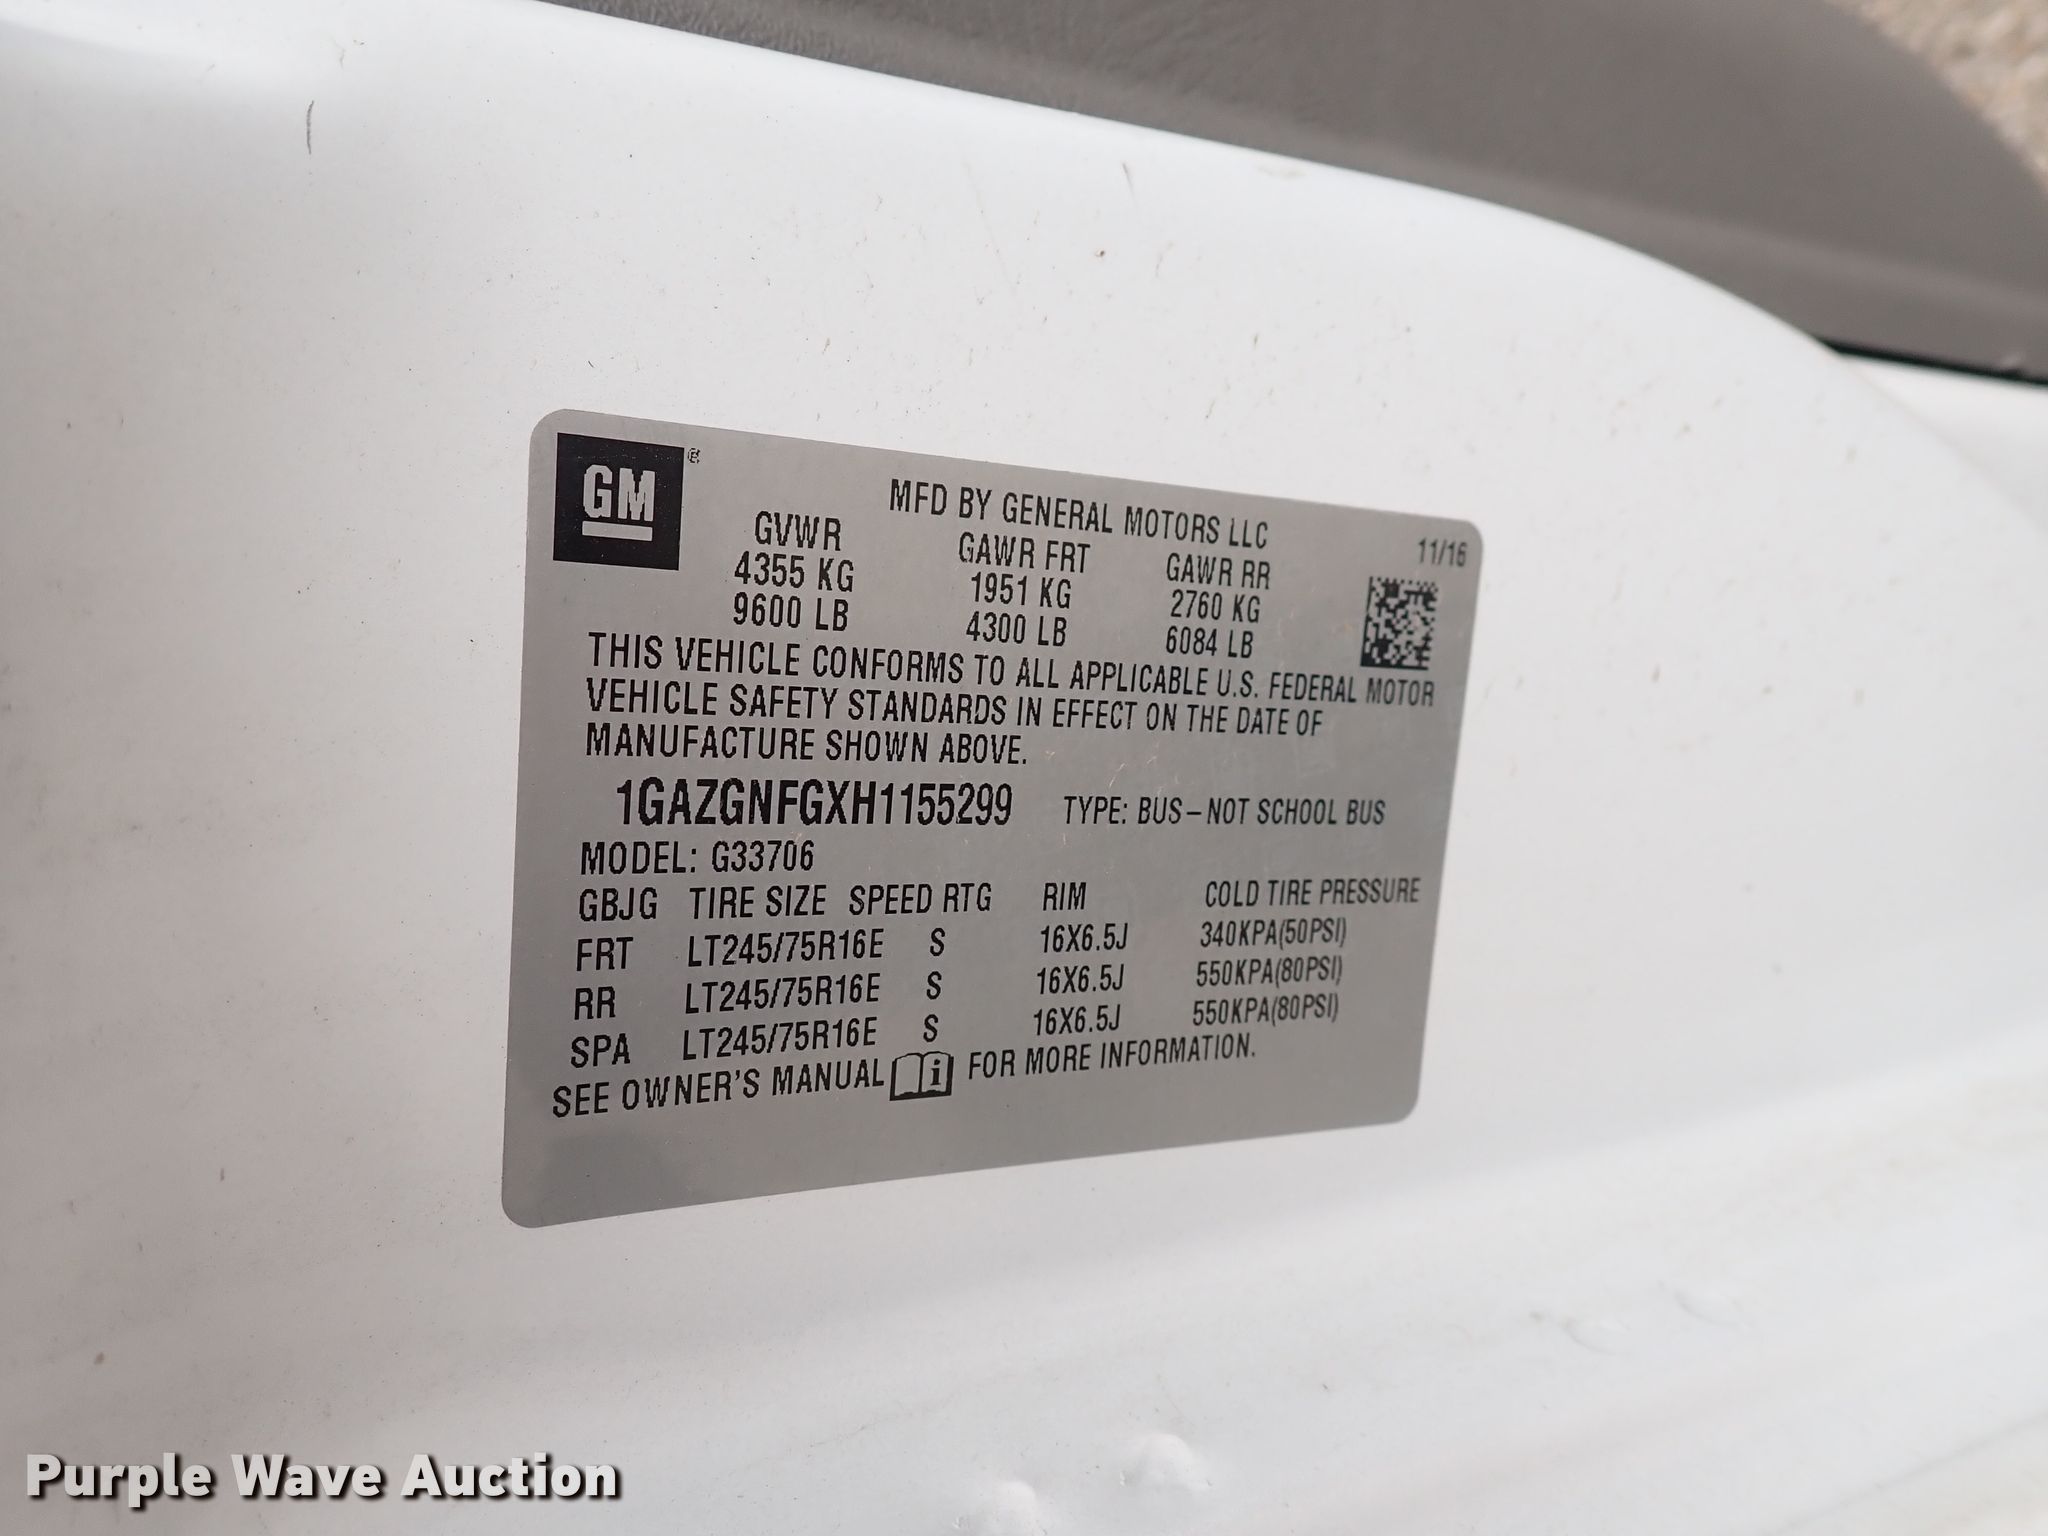 GM®
MFD BY GENERAL MOTORS LLC
11/16
GVWR GAWR FRT GAWR RR
4355 KG 1951 KG 2760 KG
9600 LB 4300 LB 6084 LB
THIS VEHICLE CONFORMS TO ALL APPLICABLE U.S. FEDERAL MOTOR
VEHICLE SAFETY STANDARDS IN EFFECT ON THE DATE OF
MANUFACTURE SHOWN ABOVE.
1GAZGNFGXH1155299 TYPE: BUS–NOT SCHOOL BUS
MODEL: G33706
GBJG TIRE SIZE SPEED RTG RIM COLD TIRE PRESSURE
FRT LT245/75R16E S 16X6.5J 340KPA(50PSI)
RR LT245/75R16E S 16X6.5J 550KPA(80PSI)
SPA LT245/75R16E S 16X6.5J 550KPA(80PSI)
SEE OWNER'S MANUAL i FOR MORE INFORMATION.
Purple Wave Auction